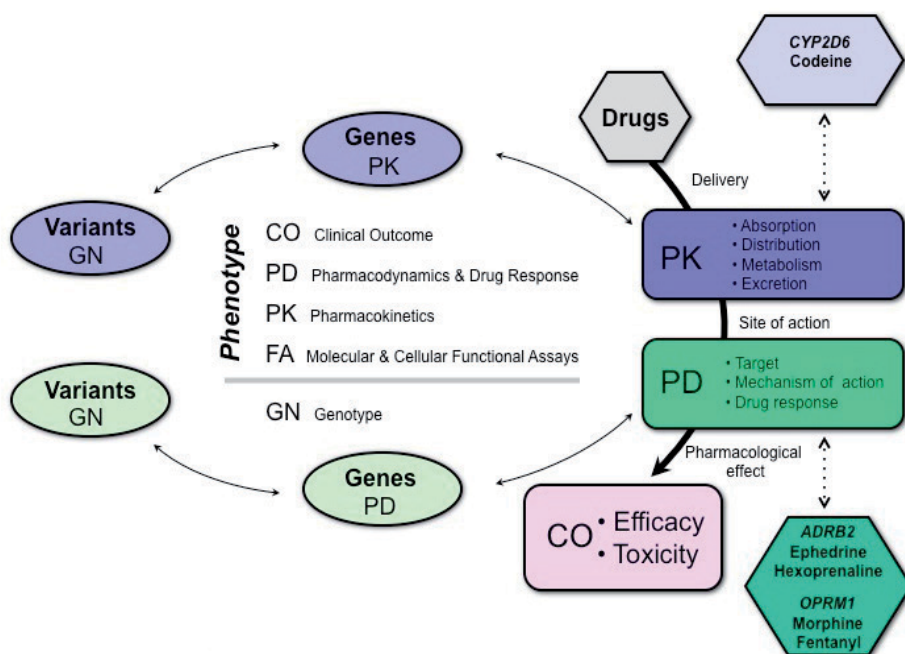 CYP2D6
Codeine
Drugs
Genes
PK
Delivery
Variants
GN
Phenotype
CO Clinical Outcome
PD Pharmacodynamics & Drug Response
PK Pharmacokinetics
FA Molecular & Cellular Functional Assays
GN Genotype
PK
• Absorption
• Distribution
• Metabolism
• Excretion
Site of action
PD
• Target
• Mechanism of action
• Drug response
Variants
GN
Genes
PD
Pharmacological
effect
CO
• Efficacy
• Toxicity
ADRB2
Ephedrine
Hexoprenaline
OPRM1
Morphine
Fentanyl